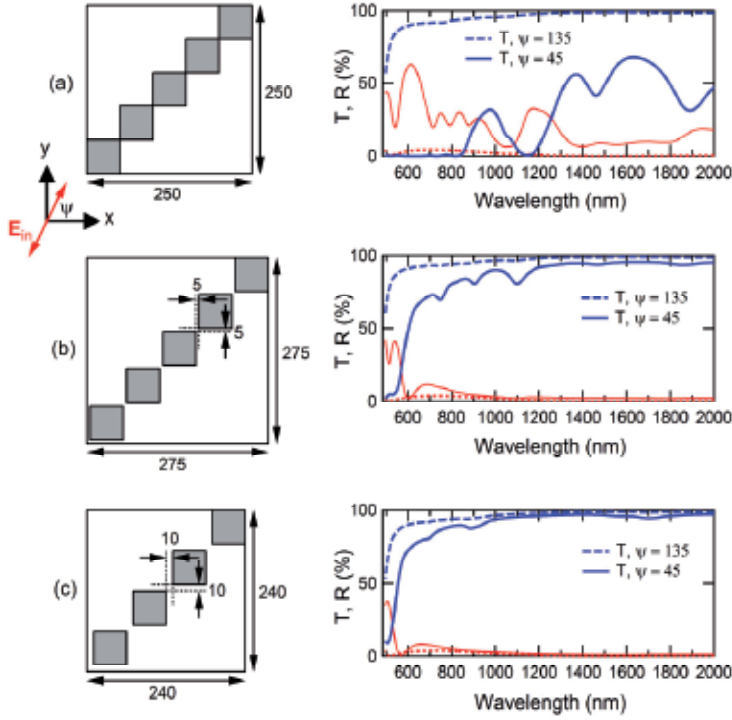 (a)
250
250
y
x
ψ
E_in
T, R (%)
100
50
0
T, ψ = 135
T, ψ = 45
600 800 1000 1200 1400 1600 1800 2000
Wavelength (nm)
(b)
5
5
275
275
T, R (%)
100
50
0
T, ψ = 135
T, ψ = 45
600 800 1000 1200 1400 1600 1800 2000
Wavelength (nm)
(c)
10
10
240
240
T, R (%)
100
50
0
T, ψ = 135
T, ψ = 45
600 800 1000 1200 1400 1600 1800 2000
Wavelength (nm)